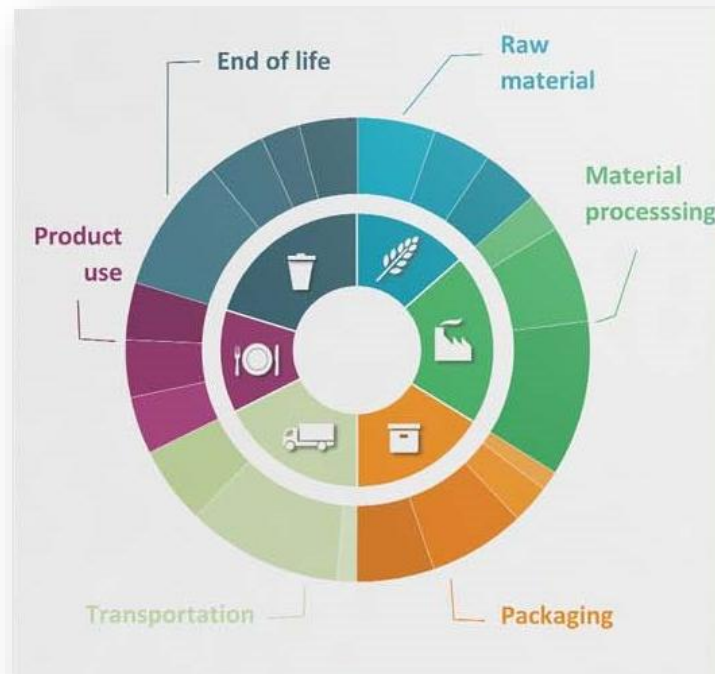 End of life
Raw
material
Material
processsing
Product
use
Transportation
Packaging